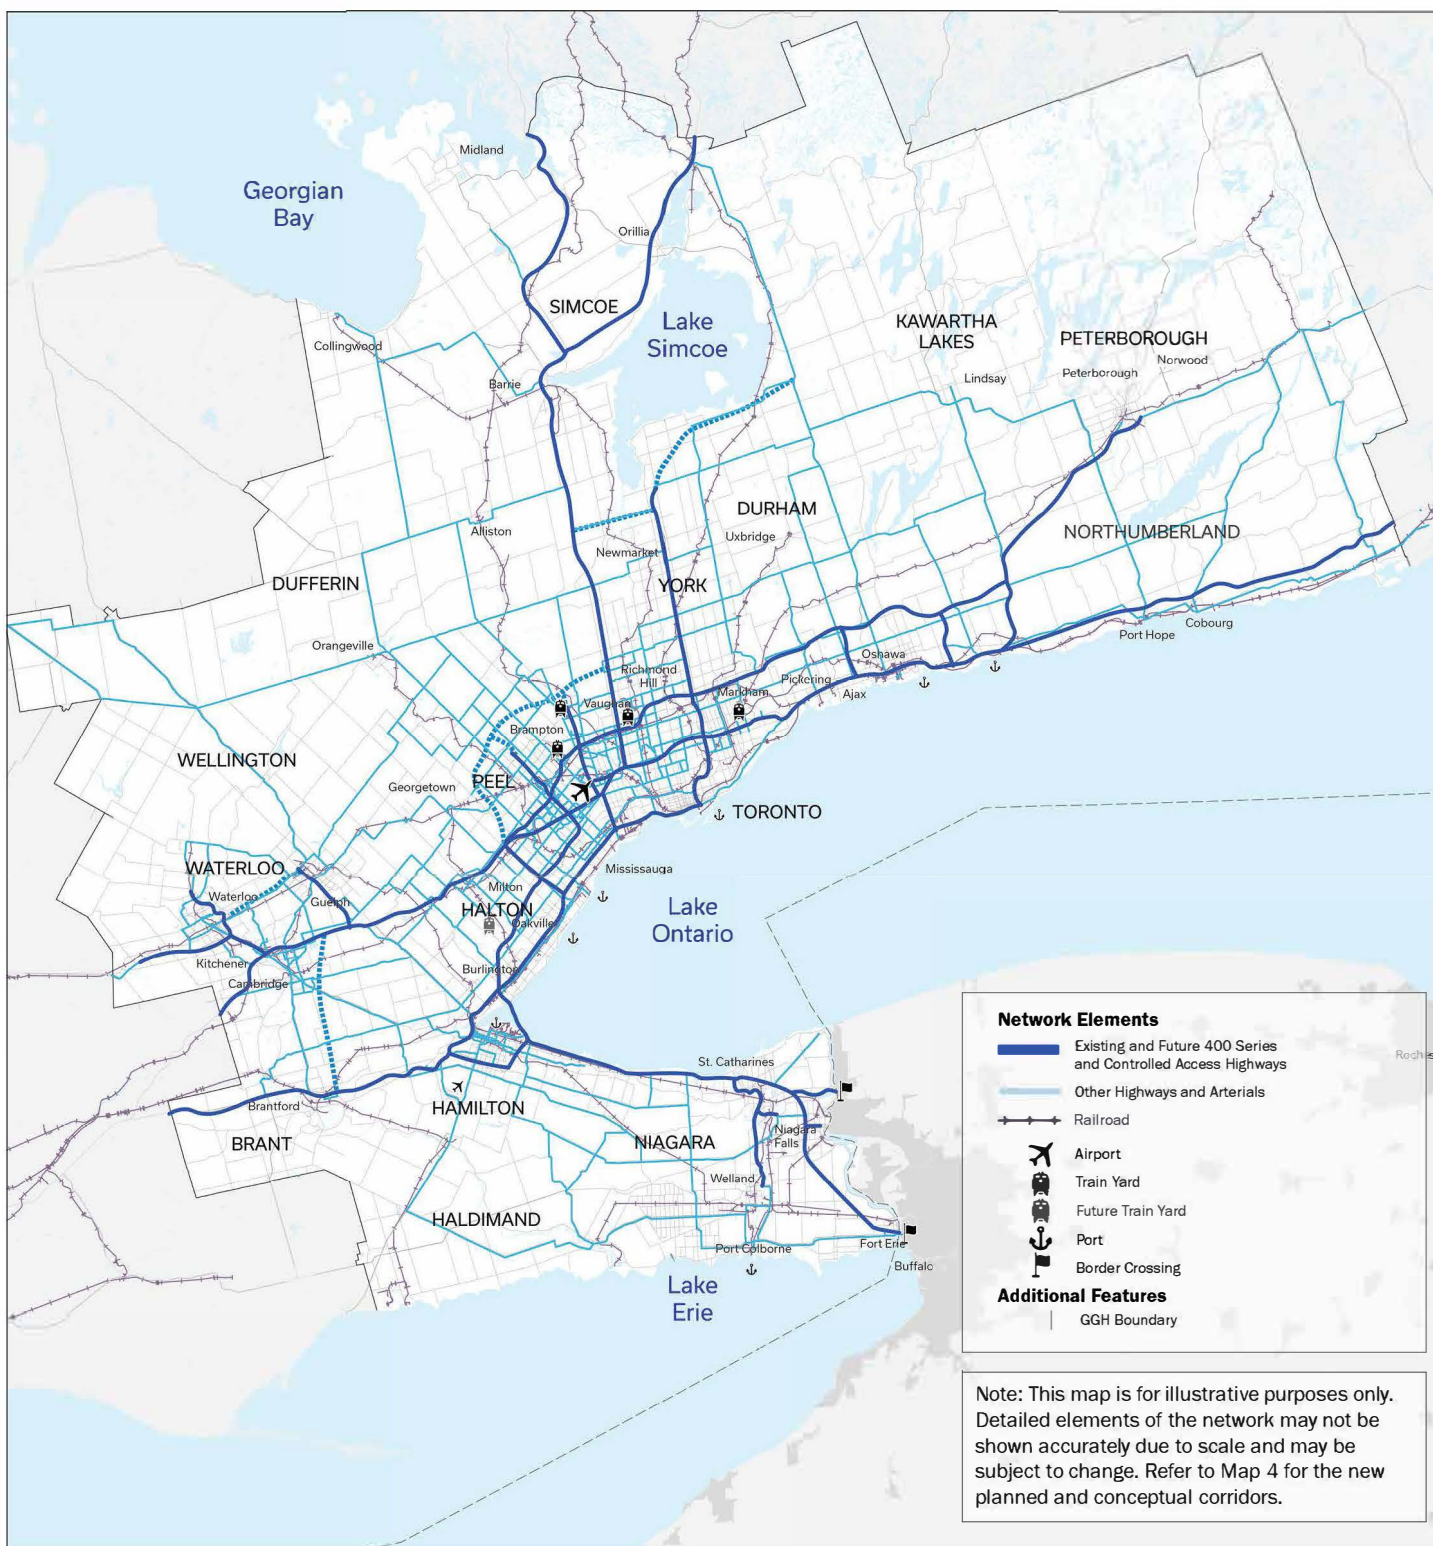 Midland
Georgian
Bay
Orillia
SIMCOE
Lake
Simcoe
KAWARTHA
LAKES
PETERBOROUGH
Norwood
Peterborough
Lindsay
Collingwood
Barrie
DURHAM
Uxbridge
Alliston
Newmarket
NORTHUMBERLAND
DUFFERIN
YORK
Cobourg
Port Hope
Orangeville
Oshawa
Richmond
Hill
Pickering
Markham
Ajax
Vaughan
Brampton
WELLINGTON
PEEL
Georgetown
TORONTO
Mississauga
WATERLOO
Waterloo
Milton
Guelph
HALTON
Oakville
Lake
Ontario
Kitchener
Burlington
Cambridge
St. Catharines
Brantford
HAMILTON
BRANT
NIAGARA
Niagara
Falls
Welland
HALDIMAND
Port Colborne
Fort Erie
Buffalo
Lake
Erie
Network Elements
Existing and Future 400 Series
and Controlled Access Highways
Other Highways and Arterials
Railroad
Airport
Train Yard
Future Train Yard
Port
Border Crossing
Additional Features
GGH Boundary
Note: This map is for illustrative purposes only.
Detailed elements of the network may not be
shown accurately due to scale and may be
subject to change. Refer to Map 4 for the new
planned and conceptual corridors.